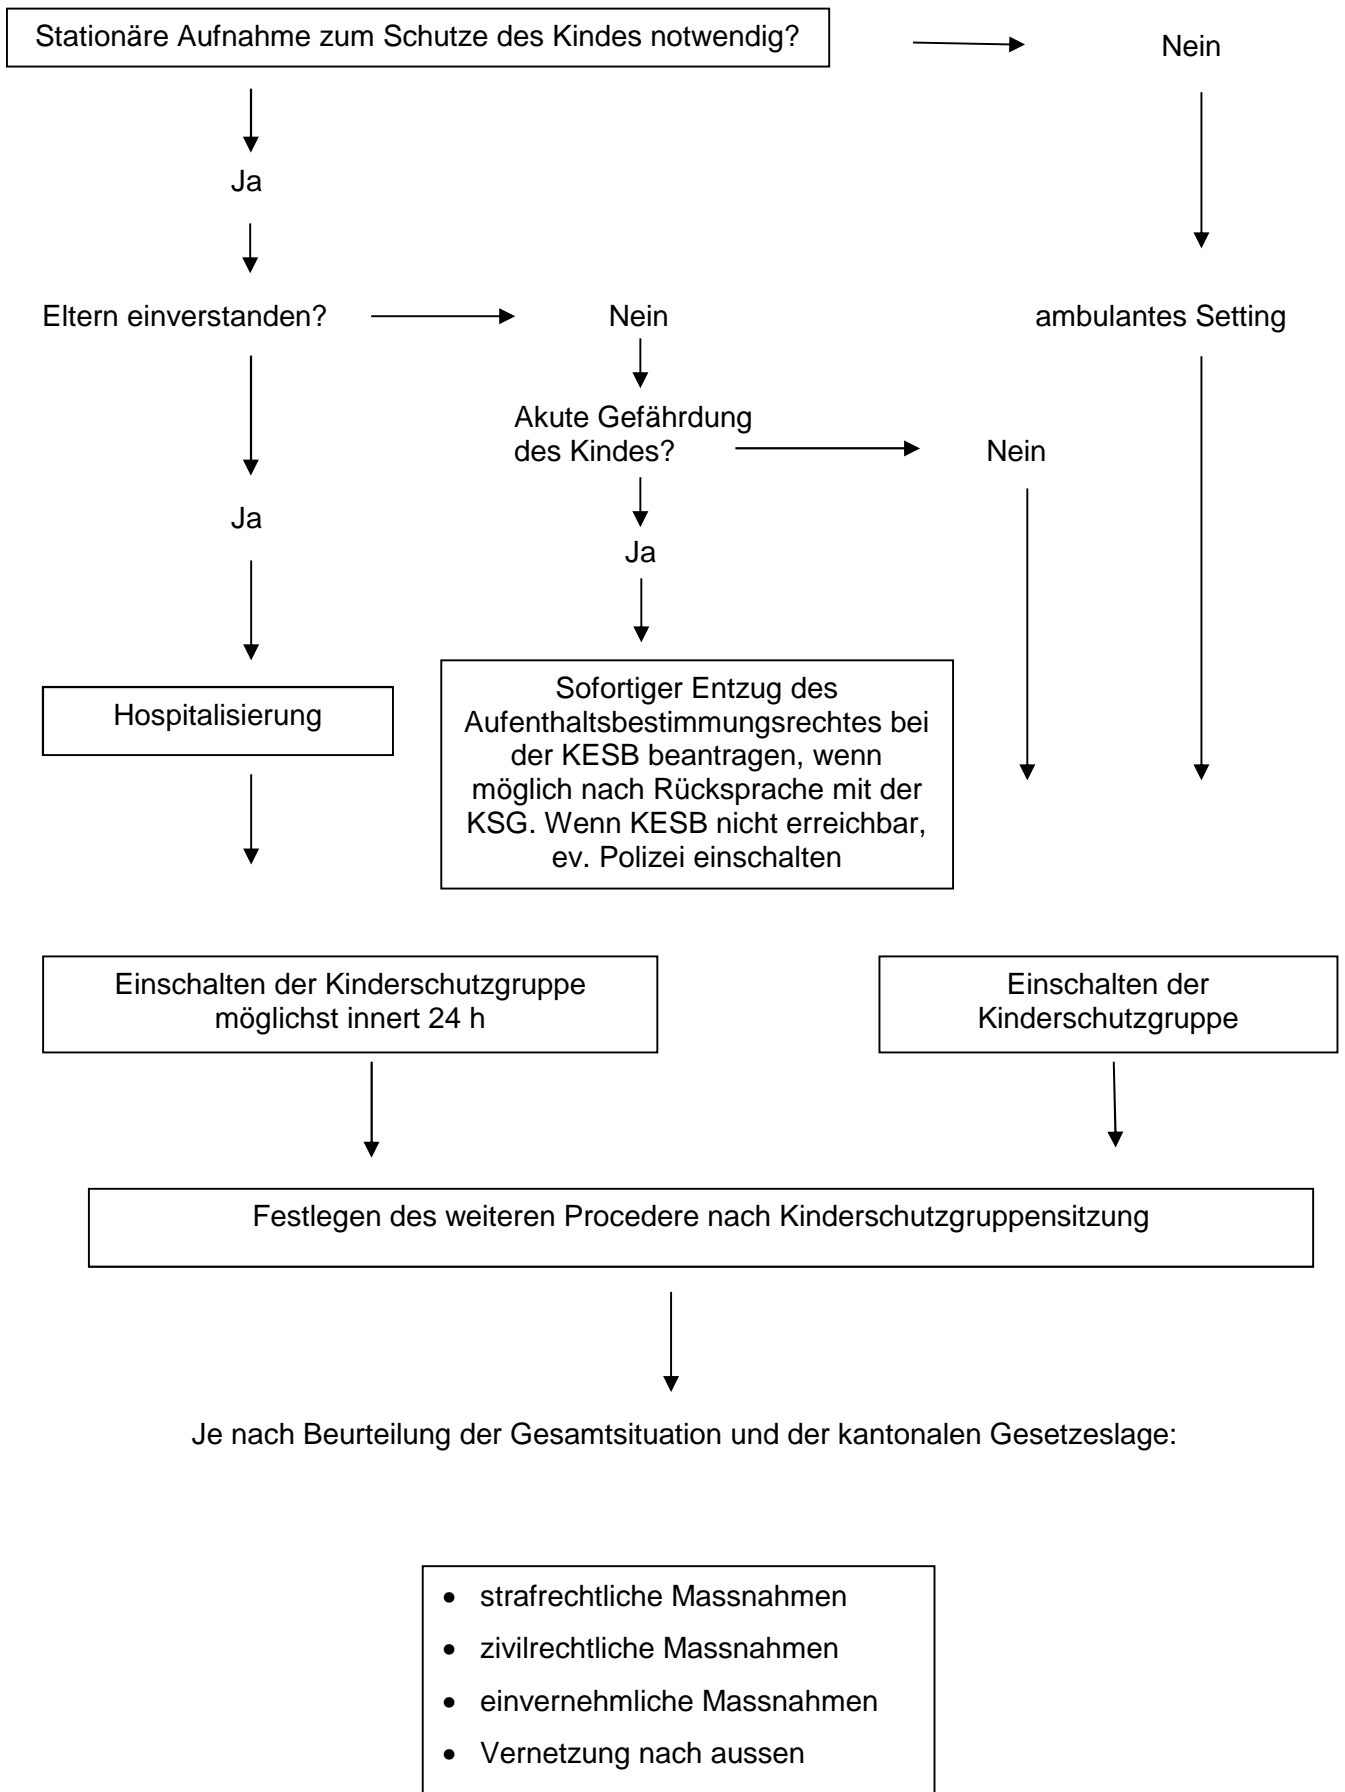 Stationäre Aufnahme zum Schutze des Kindes notwendig?
Nein
Ja
Eltern einverstanden?
Nein
ambulantes Setting
Akute Gefährdung
des Kindes?
Nein
Ja
Ja
Hospitalisierung
Sofortiger Entzug des
Aufenthaltsbestimmungsrechtes bei
der KESB beantragen, wenn
möglich nach Rücksprache mit der
KSG. Wenn KESB nicht erreichbar,
ev. Polizei einschalten
Einschalten der Kinderschutzgruppe
möglichst innert 24 h
Einschalten der
Kinderschutzgruppe
Festlegen des weiteren Procedere nach Kinderschutzgruppensitzung
Je nach Beurteilung der Gesamtsituation und der kantonalen Gesetzeslage:
• strafrechtliche Massnahmen
• zivilrechtliche Massnahmen
• einvernehmliche Massnahmen
• Vernetzung nach aussen